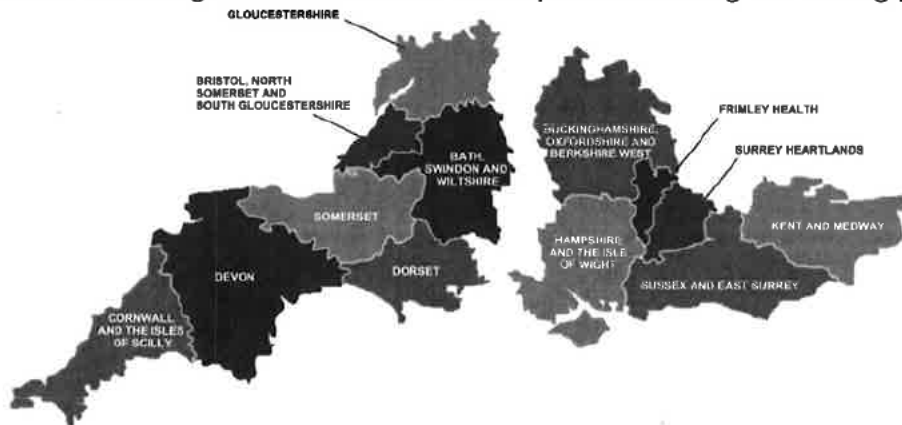 GLOUCESTERSHIRE
BRISTOL, NORTH
SOMERSET AND
SOUTH GLOUCESTERSHIRE
BATH,
SWINDON AND
WILTSHIRE
SOMERSET
DEVON
DORSET
CORNWALL
AND THE ISLES
OF SCILLY
BUCKINGHAMSHIRE,
OXFORDSHIRE AND
BERKSHIRE WEST
FRIMLEY HEALTH
SURREY HEARTLANDS
KENT AND MEDWAY
HAMPSHIRE
AND THE ISLE
OF WIGHT
SUSSEX AND EAST SURREY